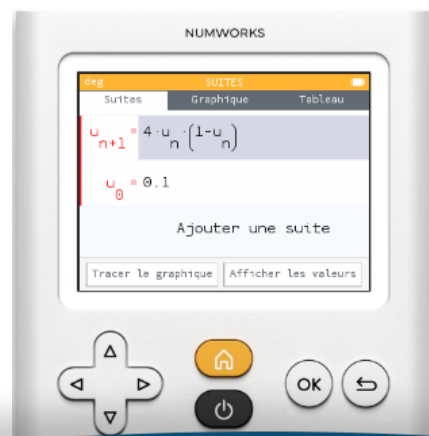 NUMWORKS
deg SUITES
Suites Graphique Tableau
u n+1 = 4·u n·(1-u n)
u 0 = 0.1
Ajouter une suite
Tracer le graphique Afficher les valeurs
OK